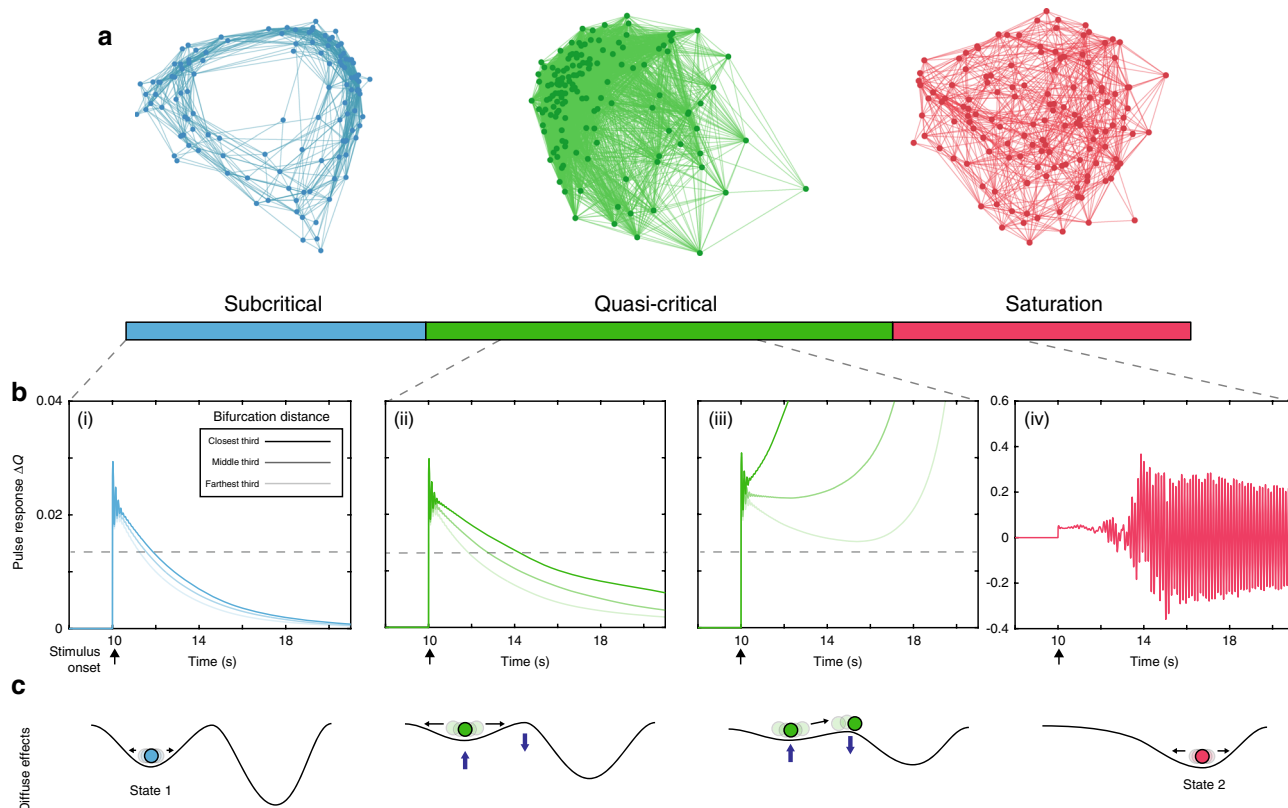 a
Subcritical
Quasi-critical
Saturation
b
0.04
0.02
0
Pulse response ΔQ
(i)
Bifurcation distance
Closest third
Middle third
Farthest third
10
14
18
Time (s)
Stimulus
onset
(ii)
10
14
18
Time (s)
(iii)
10
14
18
Time (s)
(iv)
0.6
0.4
0.2
0
-0.2
-0.4
10
14
18
Time (s)
c
Diffuse effects
State 1
State 2